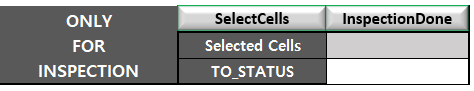 ONLY
FOR
INSPECTION
SelectCells InspectionDone
Selected Cells
TO_STATUS